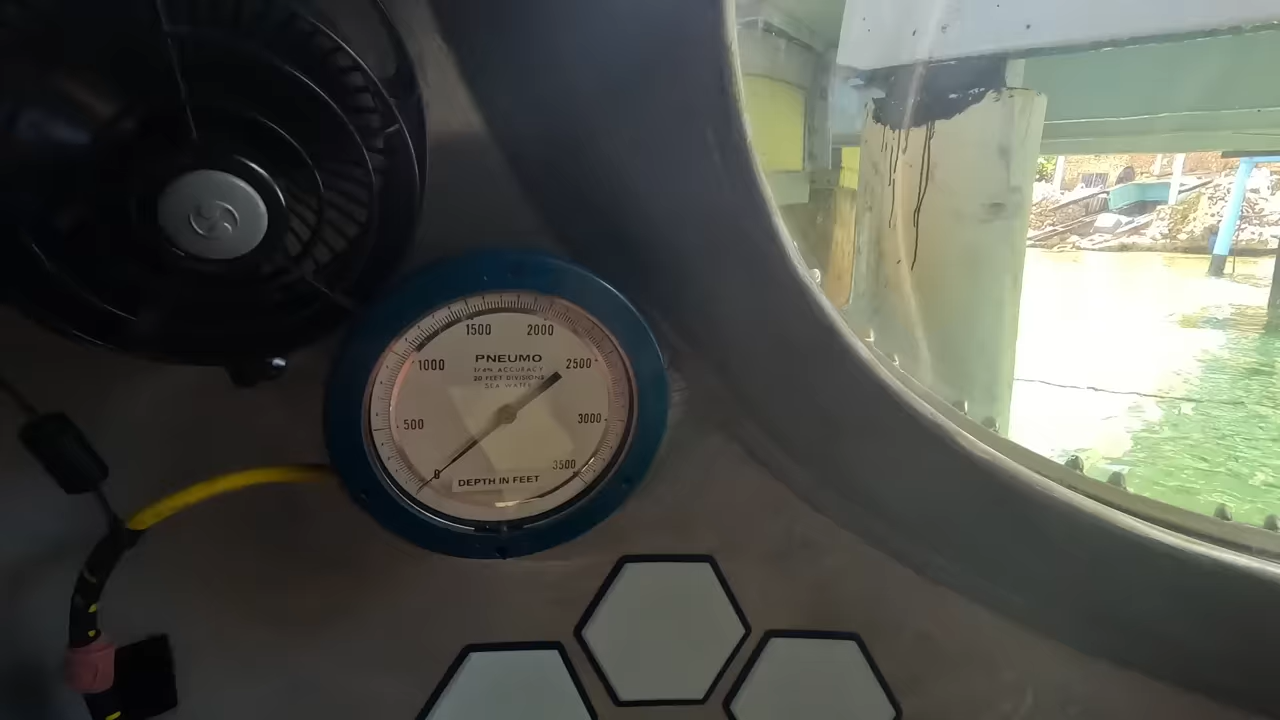 1500 2000
1000 2500
PNEUMO
1/4% ACCURACY
20 FEET DIVISIONS
SEA WATER
500 3000
0 3500
DEPTH IN FEET